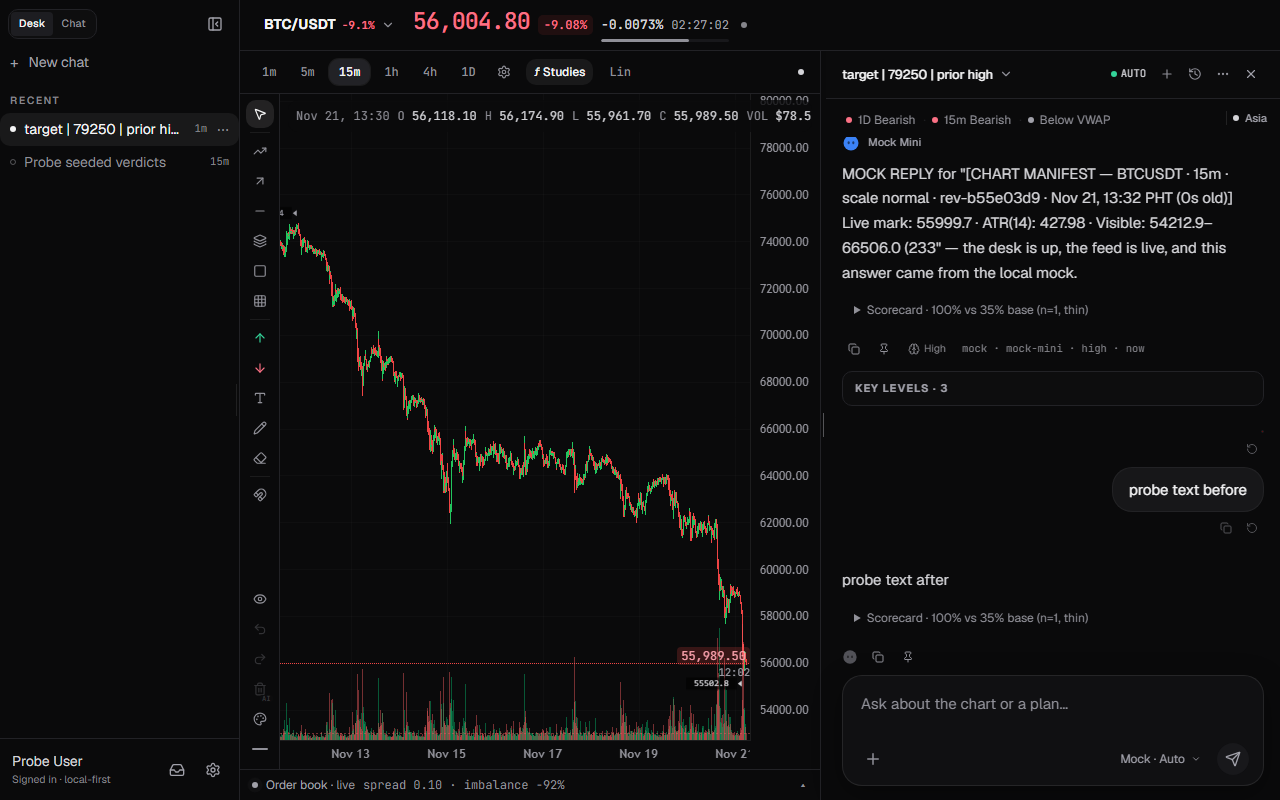 Desk Chat
+ New chat
RECENT
target | 79250 | prior hi... 1m ...
Probe seeded verdicts 15m
Probe User
Signed in · local-first
BTC/USDT -9.1% 56,004.80 -9.08% -0.0073% 02:27:02
1m 5m 15m 1h 4h 1D f Studies Lin
Nov 21, 13:30 O 56,118.10 H 56,174.90 L 55,961.70 C 55,989.50 VOL $78.5
80000.00
78000.00
76000.00
74000.00
72000.00
70000.00
68000.00
66000.00
64000.00
62000.00
60000.00
58000.00
56000.00
54000.00
4
55,989.50
12:02
55502.8
T
AI
Nov 13 Nov 15 Nov 17 Nov 19 Nov 2
Order book · live spread 0.10 · imbalance -92%
target | 79250 | prior high AUTO
1D Bearish 15m Bearish Below VWAP Asia
Mock Mini
MOCK REPLY for "[CHART MANIFEST — BTCUSDT · 15m ·
scale normal · rev-b55e03d9 · Nov 21, 13:32 PHT (0s old)]
Live mark: 55999.7 · ATR(14): 427.98 · Visible: 54212.9–
66506.0 (233" — the desk is up, the feed is live, and this
answer came from the local mock.
Scorecard · 100% vs 35% base (n=1, thin)
High mock · mock-mini · high · now
KEY LEVELS · 3
probe text before
probe text after
Scorecard · 100% vs 35% base (n=1, thin)
Ask about the chart or a plan...
Mock · Auto